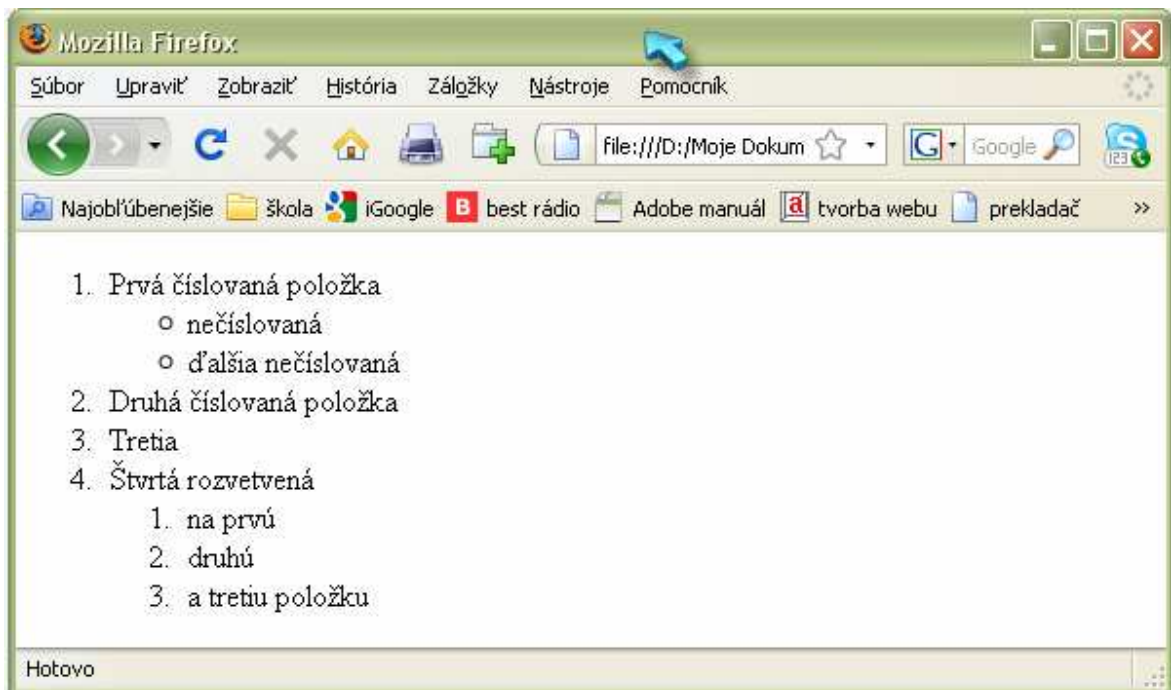 Mozilla Firefox
Súbor Upraviť Zobraziť História Záložky Nástroje Pomocník
file:///D:/Moje Dokum G Google 123
Najobľúbenejšie škola iGoogle B best rádio Adobe manuál a tvorba webu prekladač »
1. Prvá číslovaná položka
nečíslovaná
ďalšia nečíslovaná
2. Druhá číslovaná položka
3. Tretia
4. Štvrtá rozvetvená
1. na prvú
2. druhú
3. a tretiu položku
Hotovo